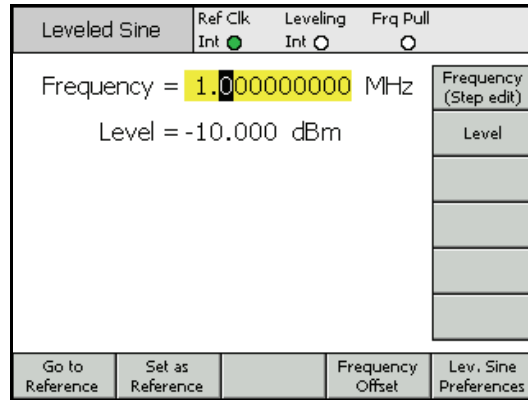 Leveled Sine
Ref Clk Leveling Frq Pull
Int Int
Frequency = 1.000000000 MHz
Level = -10.000 dBm
Frequency
(Step edit)
Level
Go to
Reference
Set as
Reference
Frequency
Offset
Lev. Sine
Preferences